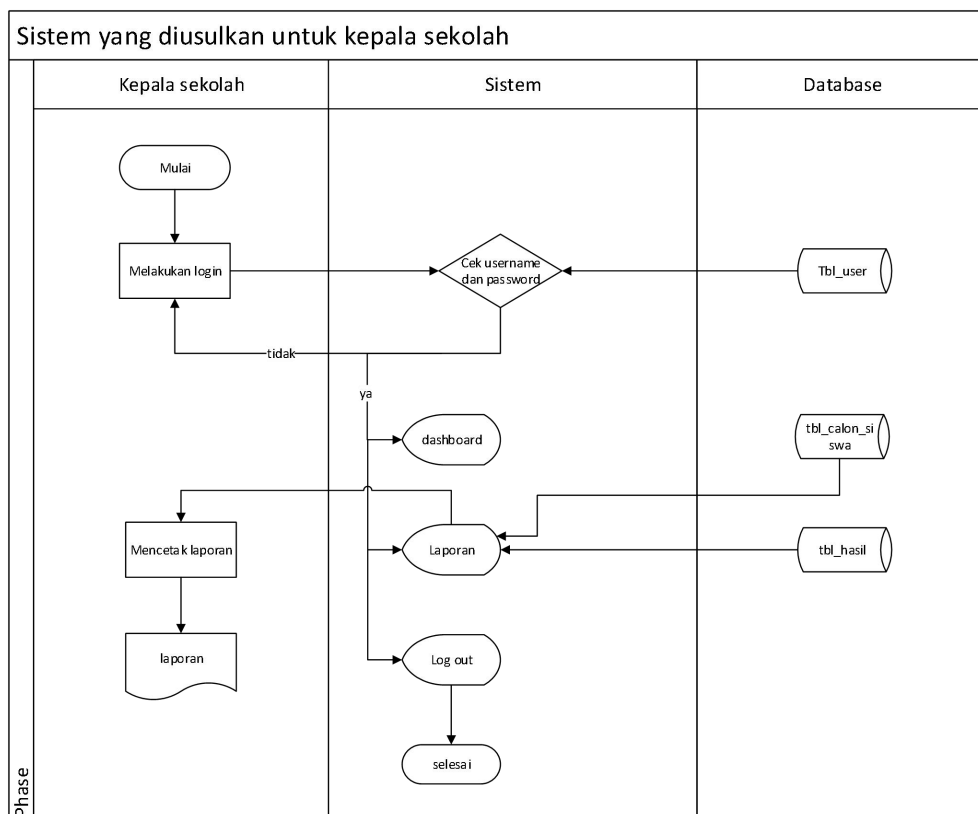 Sistem yang diusulkan untuk kepala sekolah
Kepala sekolah
Sistem
Database
Mulai
Melakukan login
Cek username
dan password
Tbl_user
tidak
ya
dashboard
tbl_calon_si
swa
Mencetak laporan
Laporan
tbl_hasil
laporan
Log out
selesai
Phase